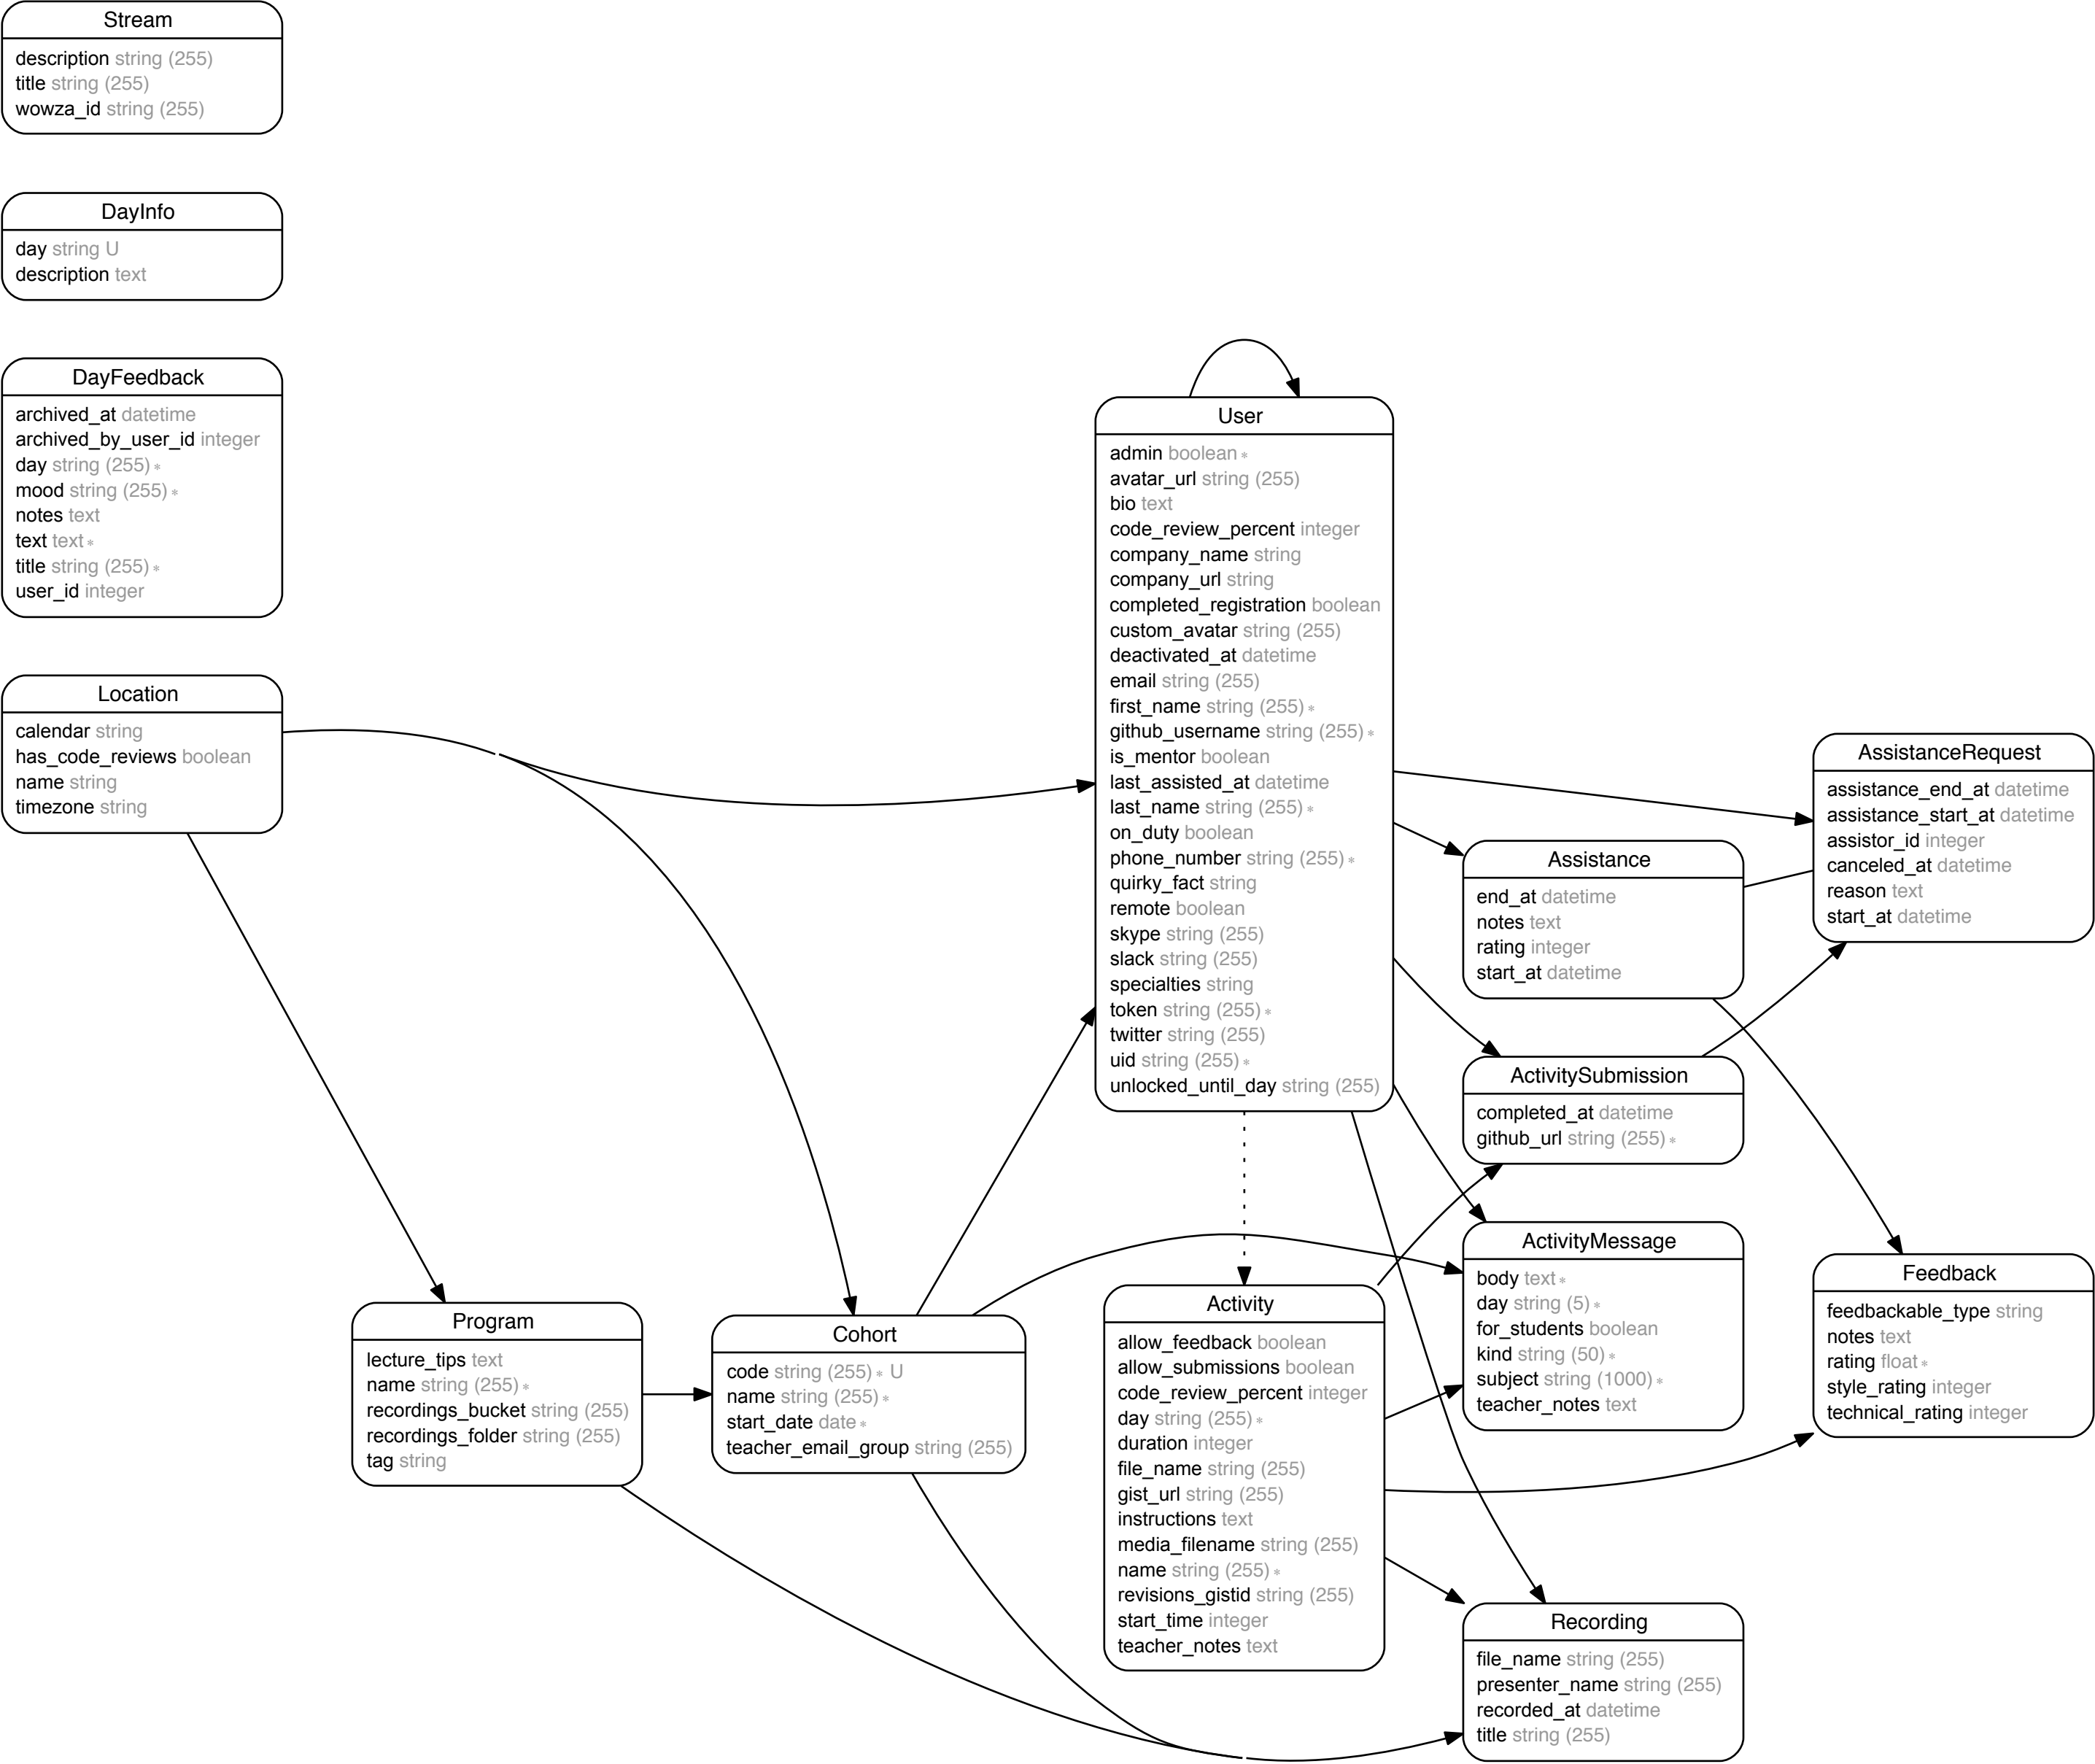 Stream
description string (255)
title string (255)
wowza_id string (255)
DayInfo
day string U
description text
DayFeedback
archived_at datetime
archived_by_user_id integer
day string (255) *
mood string (255) *
notes text
text text *
title string (255) *
user_id integer
Location
calendar string
has_code_reviews boolean
name string
timezone string
Program
lecture_tips text
name string (255) *
recordings_bucket string (255)
recordings_folder string (255)
tag string
Cohort
code string (255) * U
name string (255) *
start_date date *
teacher_email_group string (255)
User
admin boolean *
avatar_url string (255)
bio text
code_review_percent integer
company_name string
company_url string
completed_registration boolean
custom_avatar string (255)
deactivated_at datetime
email string (255)
first_name string (255) *
github_username string (255) *
is_mentor boolean
last_assisted_at datetime
last_name string (255) *
on_duty boolean
phone_number string (255) *
quirky_fact string
remote boolean
skype string (255)
slack string (255)
specialties string
token string (255) *
twitter string (255)
uid string (255) *
unlocked_until_day string (255)
Activity
allow_feedback boolean
allow_submissions boolean
code_review_percent integer
day string (255) *
duration integer
file_name string (255)
gist_url string (255)
instructions text
media_filename string (255)
name string (255) *
revisions_gistid string (255)
start_time integer
teacher_notes text
Assistance
end_at datetime
notes text
rating integer
start_at datetime
ActivitySubmission
completed_at datetime
github_url string (255) *
ActivityMessage
body text *
day string (5) *
for_students boolean
kind string (50) *
subject string (1000) *
teacher_notes text
Recording
file_name string (255)
presenter_name string (255)
recorded_at datetime
title string (255)
AssistanceRequest
assistance_end_at datetime
assistance_start_at datetime
assistor_id integer
canceled_at datetime
reason text
start_at datetime
Feedback
feedbackable_type string
notes text
rating float *
style_rating integer
technical_rating integer